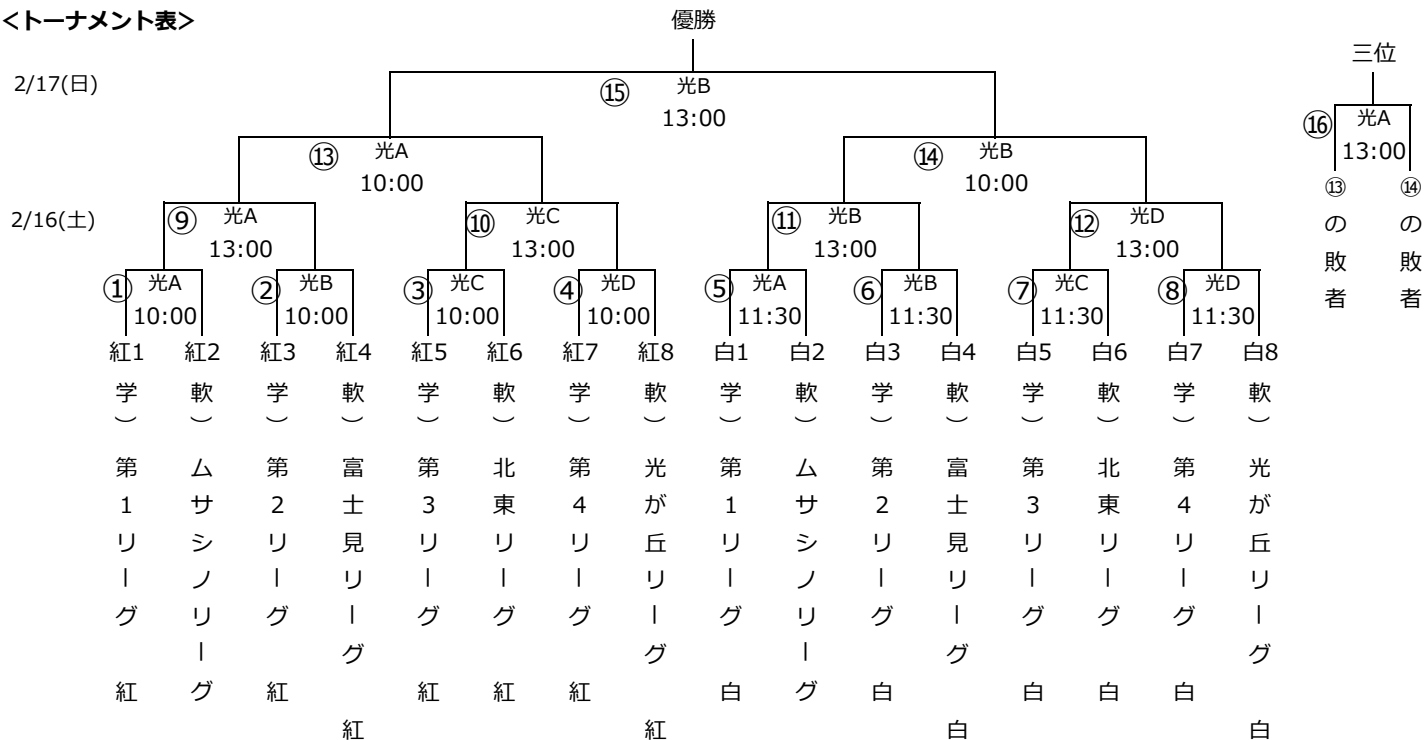 <トーナメント表>
優勝
三位
2/17(日)
⑮ 光B
13:00
⑯ 光A
13:00
⑬ 光A
10:00
⑭ 光B
10:00
⑬の敗者
⑭の敗者
2/16(土)
⑨ 光A
13:00
⑩ 光C
13:00
⑪ 光B
13:00
⑫ 光D
13:00
① 光A
10:00
② 光B
10:00
③ 光C
10:00
④ 光D
10:00
⑤ 光A
11:30
⑥ 光B
11:30
⑦ 光C
11:30
⑧ 光D
11:30
紅1
学）第1リーグ 紅
紅2
軟）ムサシノリーグ
紅3
学）第2リーグ 紅
紅4
軟）富士見リーグ 紅
紅5
学）第3リーグ 紅
紅6
軟）北東リーグ 紅
紅7
学）第4リーグ 紅
紅8
軟）光が丘リーグ 紅
白1
学）第1リーグ 白
白2
軟）ムサシノリーグ
白3
学）第2リーグ 白
白4
軟）富士見リーグ 白
白5
学）第3リーグ 白
白6
軟）北東リーグ 白
白7
学）第4リーグ 白
白8
軟）光が丘リーグ 白